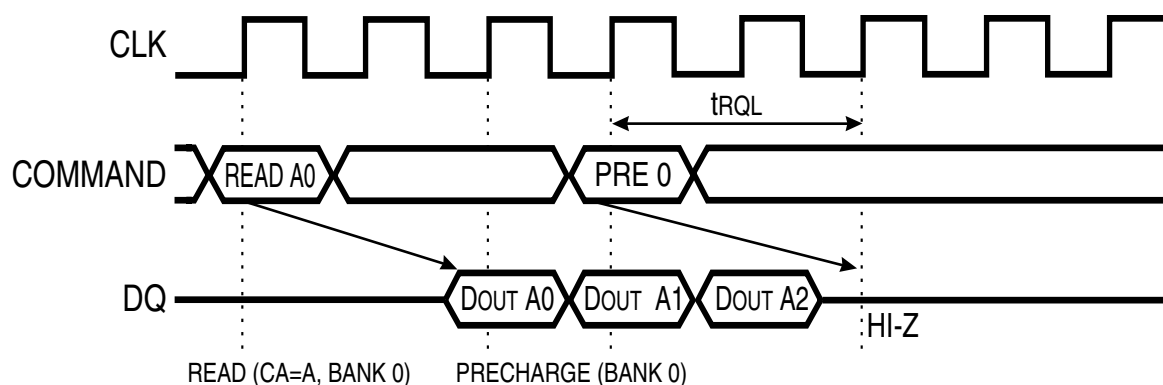 CLK
tRQL
COMMAND READ A0 PRE 0
DQ DOUT A0 DOUT A1 DOUT A2
HI-Z
READ (CA=A, BANK 0) PRECHARGE (BANK 0)